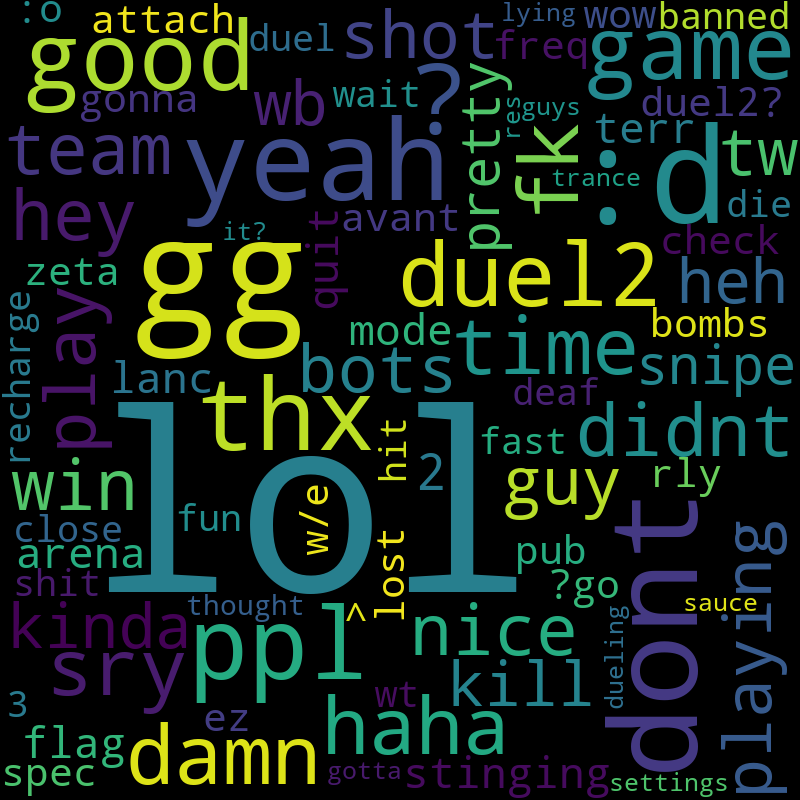 :o
attach
lying
wow
banned
good
duel
shot
freq
game
gonna
wb
wait
?
pretty
res
guys
duel2?
team
yeah
fk
terr
:d
tw
trance
hey
it?
quit
avant
die
check
zeta
gg
duel2
heh
recharge
play
mode
time
bombs
lanc
bots
snipe
thx
deaf
didnt
lol
hit
fast
win
2
guy
rly
close
fun
w/e
dont
arena
lost
pub
playing
shit
?go
thought
^
sauce
kinda
ppl
nice
dueling
sry
kill
3
ez
wt
flag
damn
haha
spec
gotta
stinging
settings